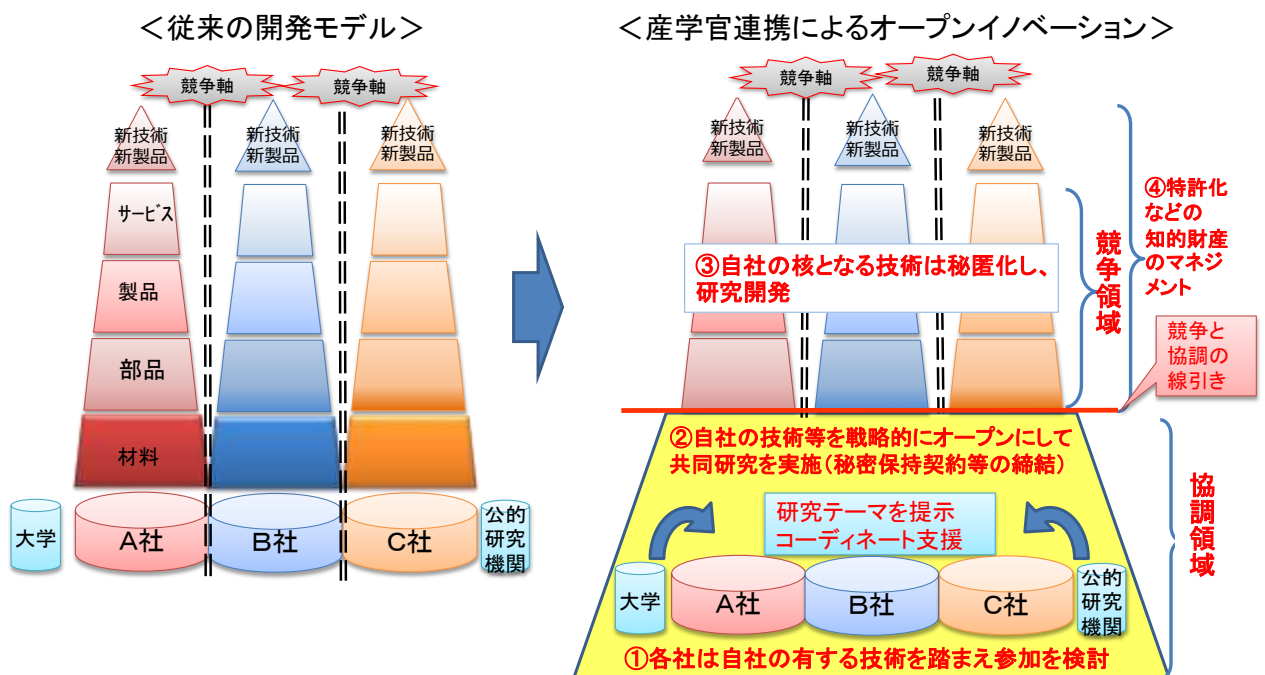 ＜従来の開発モデル＞
競争軸
競争軸
新技術
新製品
新技術
新製品
新技術
新製品
サービス
製品
部品
材料
大学
A社
B社
C社
公的
研究
機関
＜産学官連携によるオープンイノベーション＞
競争軸
競争軸
新技術
新製品
新技術
新製品
新技術
新製品
③自社の核となる技術は秘匿化し、
研究開発
競争領域
④特許化
などの
知的財産
のマネジ
メント
競争と
協調の
線引き
②自社の技術等を戦略的にオープンにして
共同研究を実施（秘密保持契約等の締結）
研究テーマを提示
コーディネート支援
大学
A社
B社
C社
公的
研究
機関
①各社は自社の有する技術を踏まえ参加を検討
協調領域